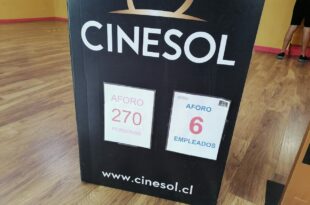 CINESOL
AFORO
270
PERSONAS
AFORO
6
EMPLEADOS
www.cinesol.cl